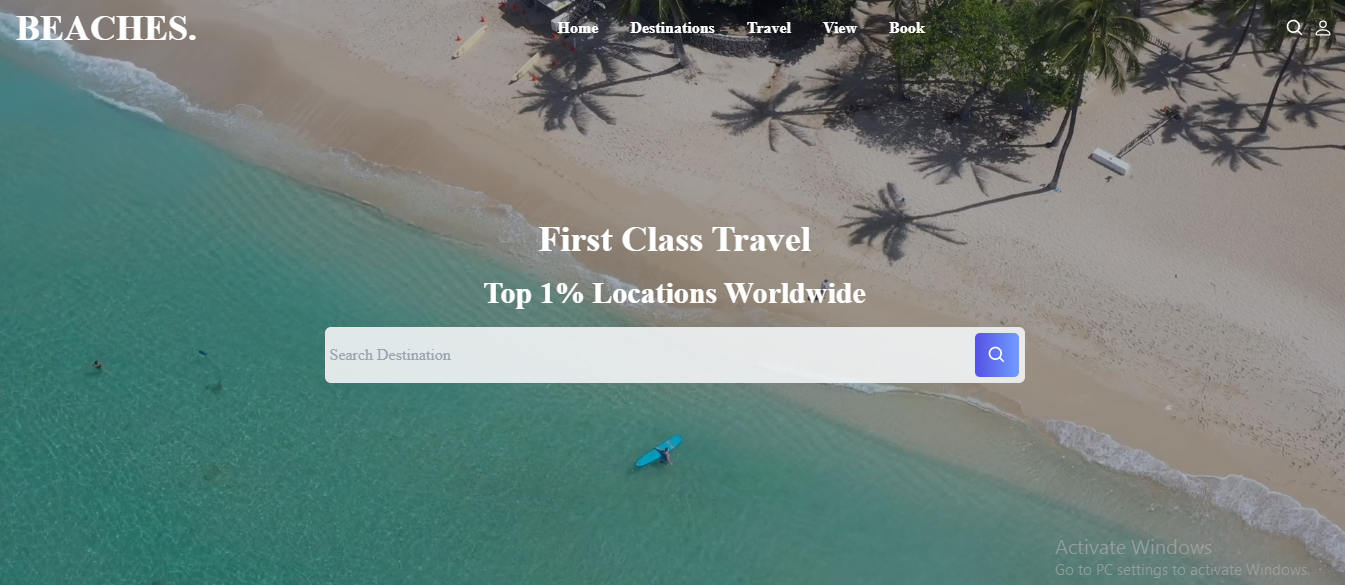 BEACHES.
Home Destinations Travel View Book
First Class Travel
Top 1% Locations Worldwide
Search Destination
Activate Windows
Go to PC settings to activate Windows.